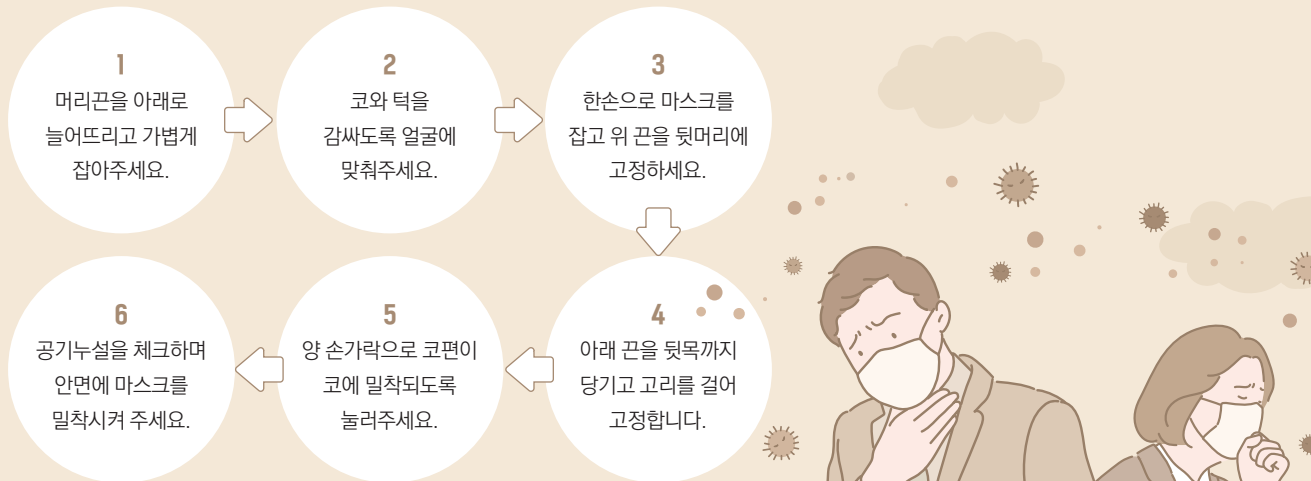 1
머리끈을 아래로
늘어뜨리고 가볍게
잡아주세요.
2
코와 턱을
감싸도록 얼굴에
맞춰주세요.
3
한손으로 마스크를
잡고 위 끈을 뒷머리에
고정하세요.
4
아래 끈을 뒷목까지
당기고 고리를 걸어
고정합니다.
5
양 손가락으로 코편이
코에 밀착되도록
눌러주세요.
6
공기누설을 체크하며
안면에 마스크를
밀착시켜 주세요.